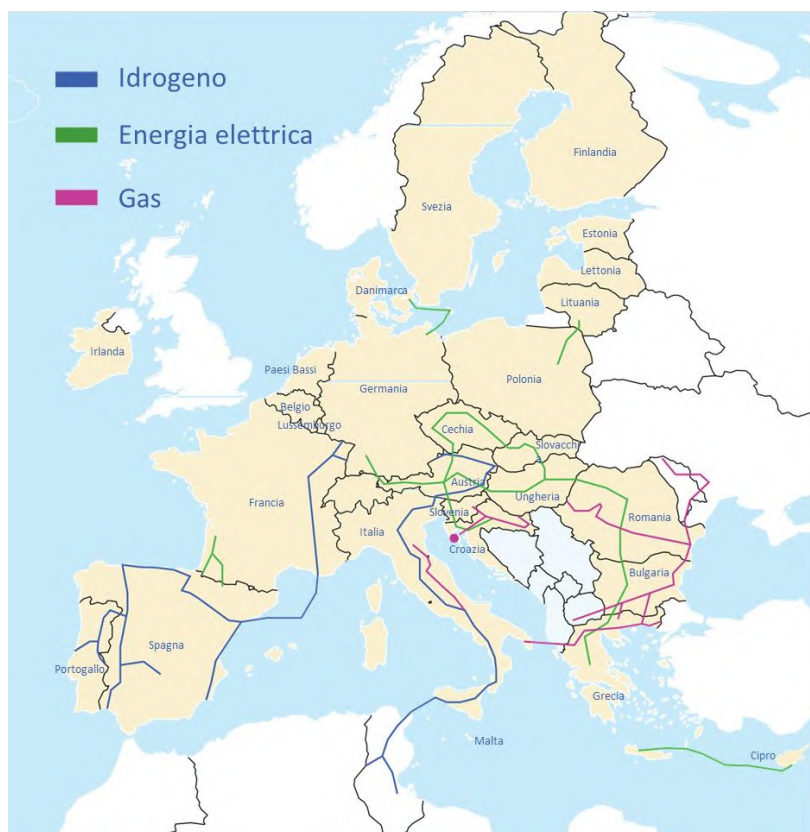 Idrogeno
Energia elettrica
Gas
Finlandia
Svezia
Estonia
Lettonia
Danimarca
Lituania
Irlanda
Paesi Bassi
Germania
Polonia
Belgio
Lussemburgo
Cechia
Slovacchi
a
Austria
Francia
Ungheria
Slovenia
Romania
Italia
Croazia
Bulgaria
Spagna
Portogallo
Grecia
Malta
Cipro